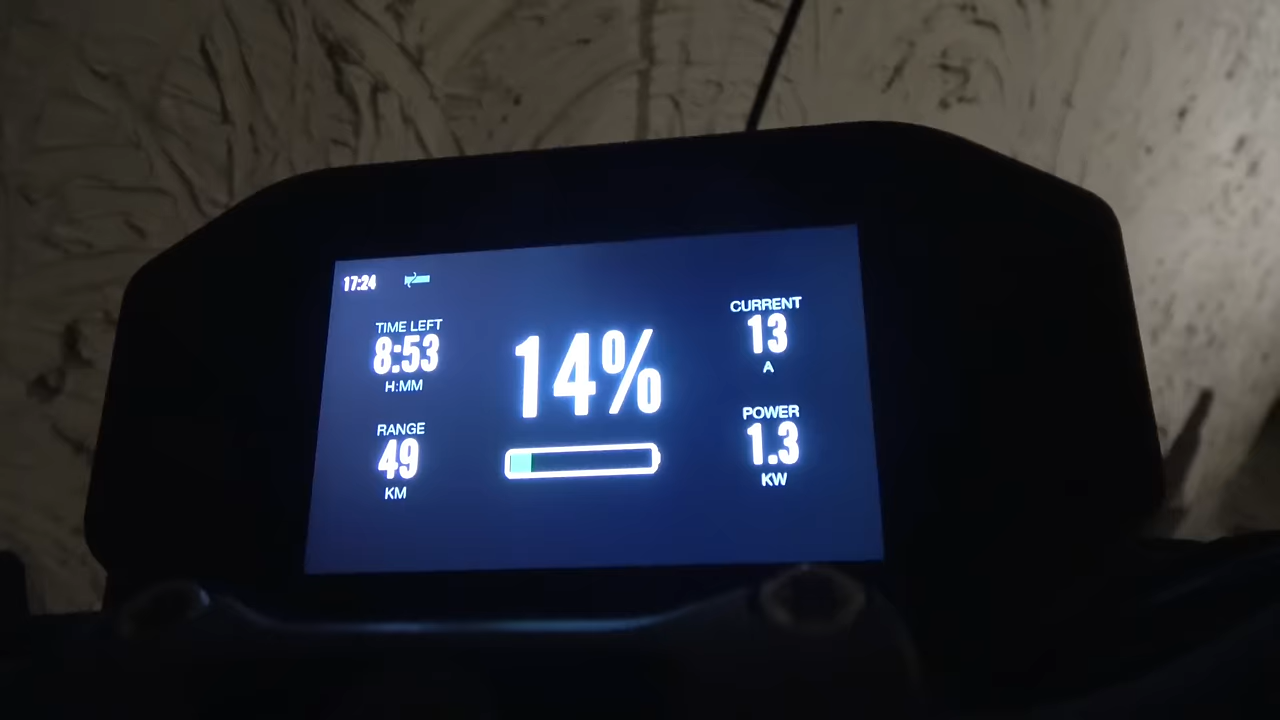 17:24
TIME LEFT
8:53
H:MM
RANGE
49
KM
14%
CURRENT
13
A
POWER
1.3
KW